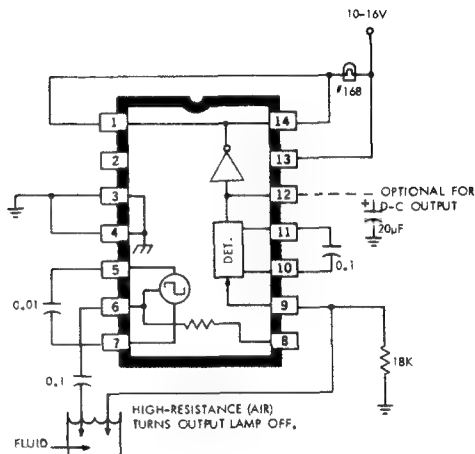 10-16V
#168
1
14
2
13
3
12
OPTIONAL FOR
D-C OUTPUT
+
20µF
4
11
DET.
5
10
0.1
0.01
6
9
7
8
0.1
18K
HIGH-RESISTANCE (AIR)
TURNS OUTPUT LAMP OFF.
FLUID